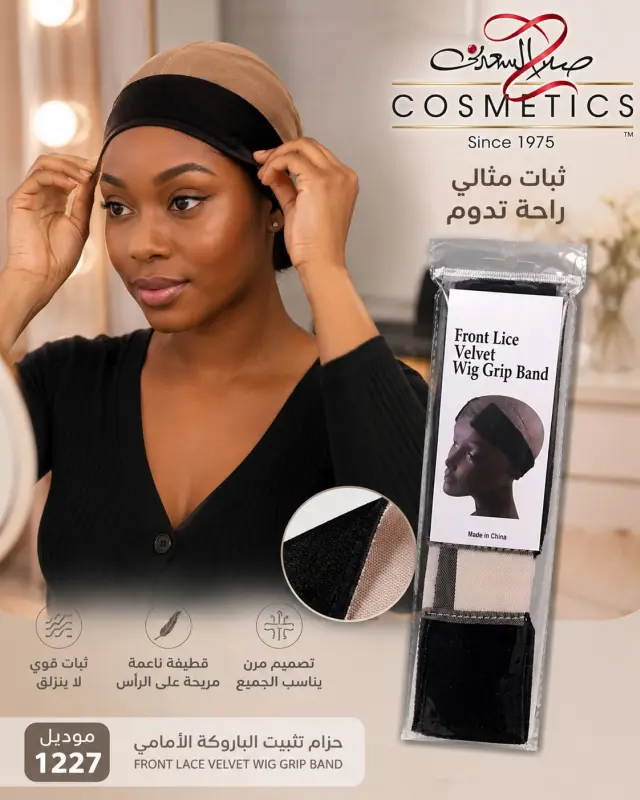 COSMETICS
TM
Since 1975
ثبات مثالي
راحة تدوم
Front Lice
Velvet
Wig Grip Band
Made in China
تصميم مرن
يناسب الجميع
قطيفة ناعمة
مريحة على الرأس
ثبات قوي
لا ينزلق
حزام تثبيت الباروكة الأمامي
FRONT LACE VELVET WIG GRIP BAND
موديل
1227